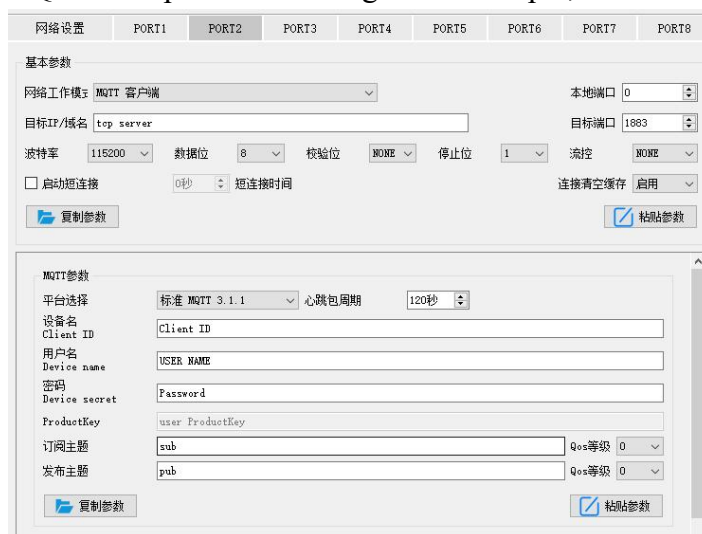 网络设置 PORT1 PORT2 PORT3 PORT4 PORT5 PORT6 PORT7 PORT8
基本参数
网络工作模式 MQTT 客户端 本地端口 0
目标IP/域名 tcp server 目标端口 1883
波特率 115200 数据位 8 校验位 NONE 停止位 1 流控 NONE
启动短连接 0秒 短连接时间 连接清空缓存 启用
复制参数 粘贴参数
MQTT参数
平台选择 标准 MQTT 3.1.1 心跳包周期 120秒
设备名
Client ID Client ID
用户名
Device name USER NAME
密码
Device secret Password
ProductKey user ProductKey
订阅主题 sub Qos等级 0
发布主题 pub Qos等级 0
复制参数 粘贴参数